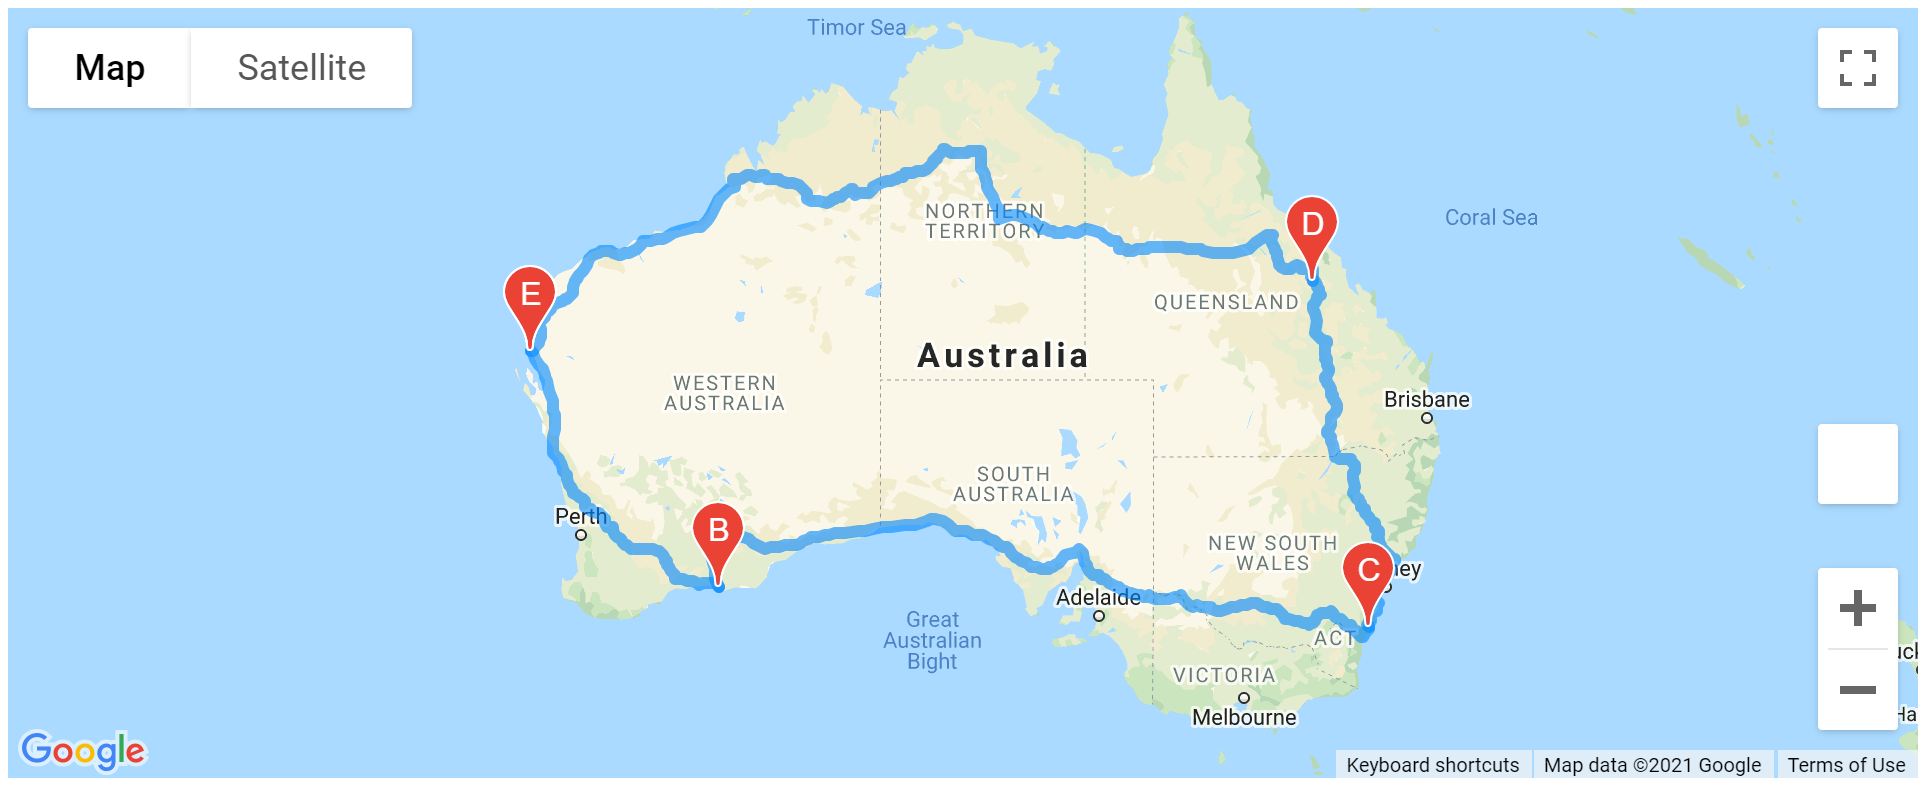 Map
Satellite
Timor Sea
D
Coral Sea
NORTHERN
TERRITORY
E
QUEENSLAND
Australia
WESTERN
AUSTRALIA
Brisbane
SOUTH
AUSTRALIA
Perth
B
NEW SOUTH
WALES
C
ney
Adelaide
Great
Australian
Bight
ACT
VICTORIA
Melbourne
Ha
Google
Keyboard shortcuts
Map data ©2021 Google
Terms of Use